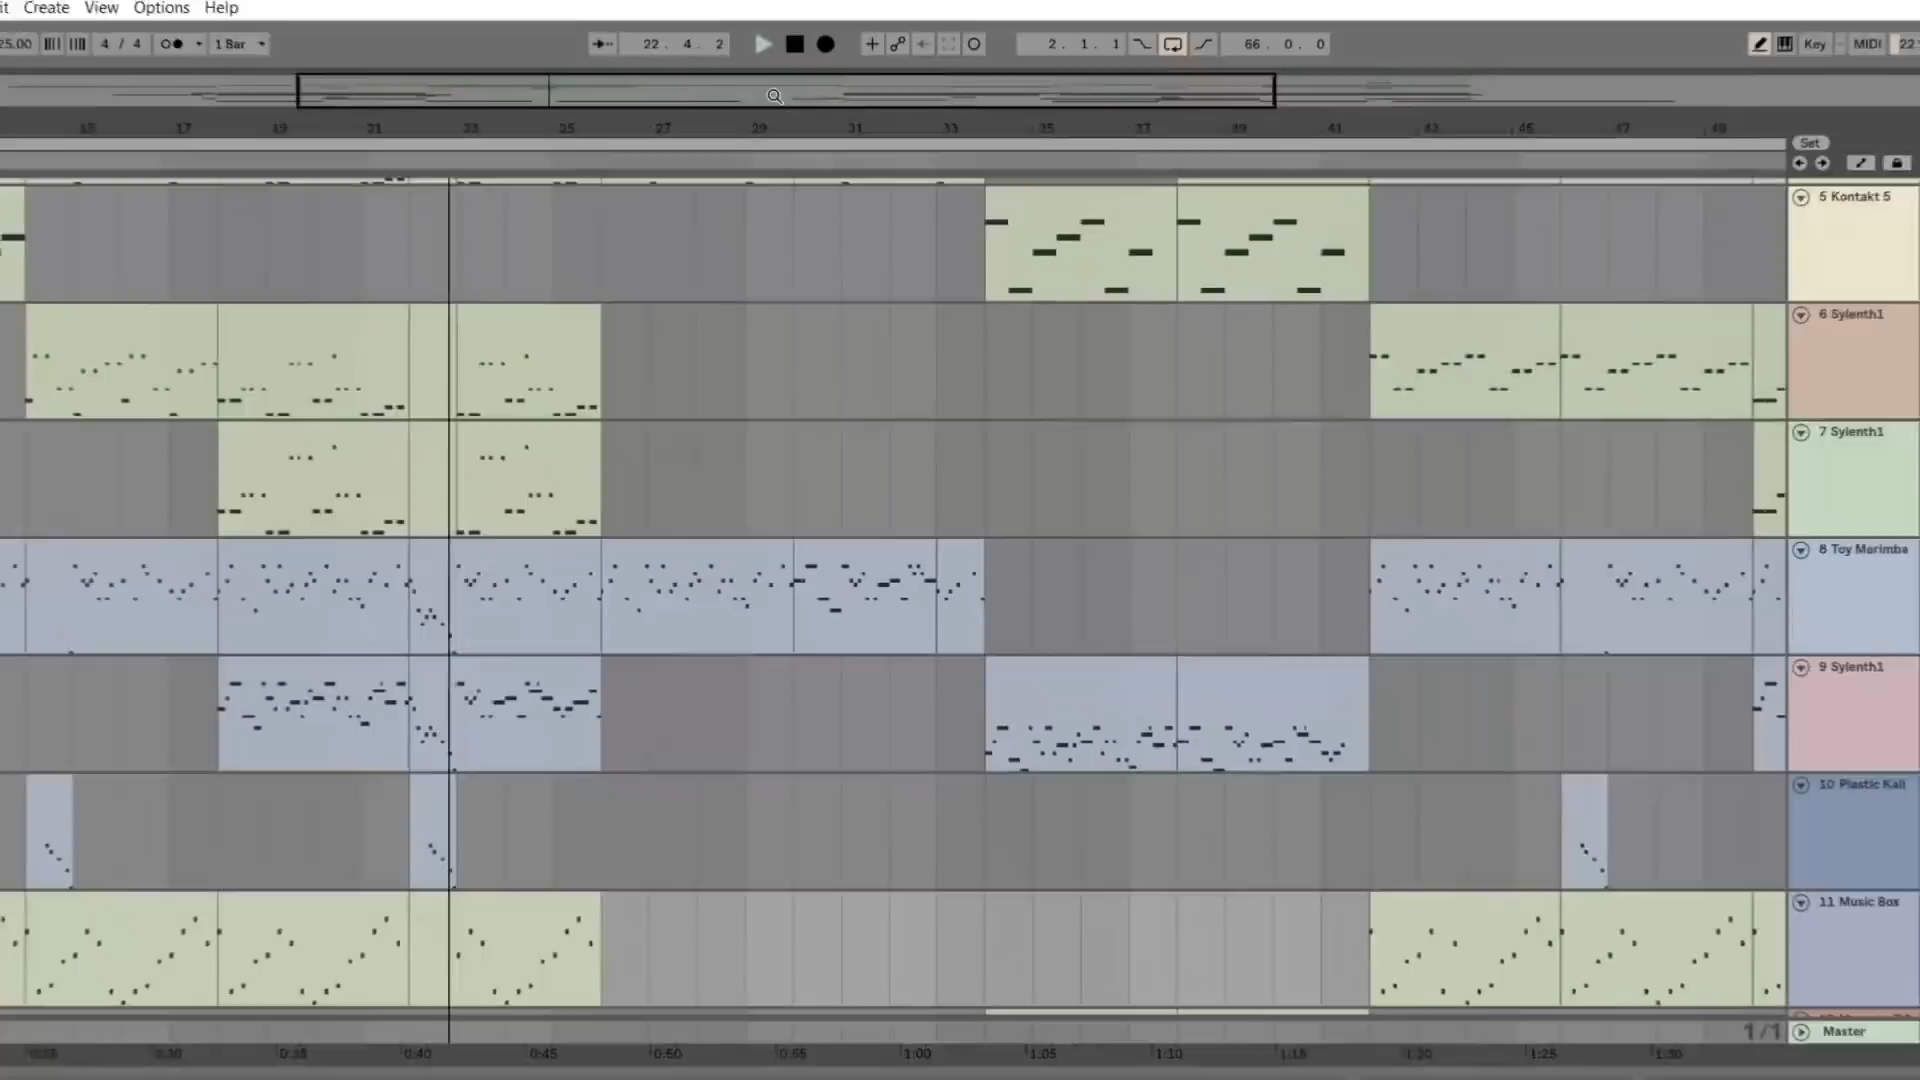 it Create View Options Help
25.00 4 / 4 1 Bar 22. 4. 2 2. 1. 1 66. 0. 0 Key MIDI 22
15 17 19 21 23 25 27 29 31 33 35 37 39 41 43 45 47 49
Set
5 Kontakt 5
6 Sylenth1
7 Sylenth1
8 Toy Marimba
9 Sylenth1
10 Plastic Kali
11 Music Box
1/1 Master
0:30 0:35 0:40 0:45 0:50 0:55 1:00 1:05 1:10 1:15 1:20 1:25 1:30